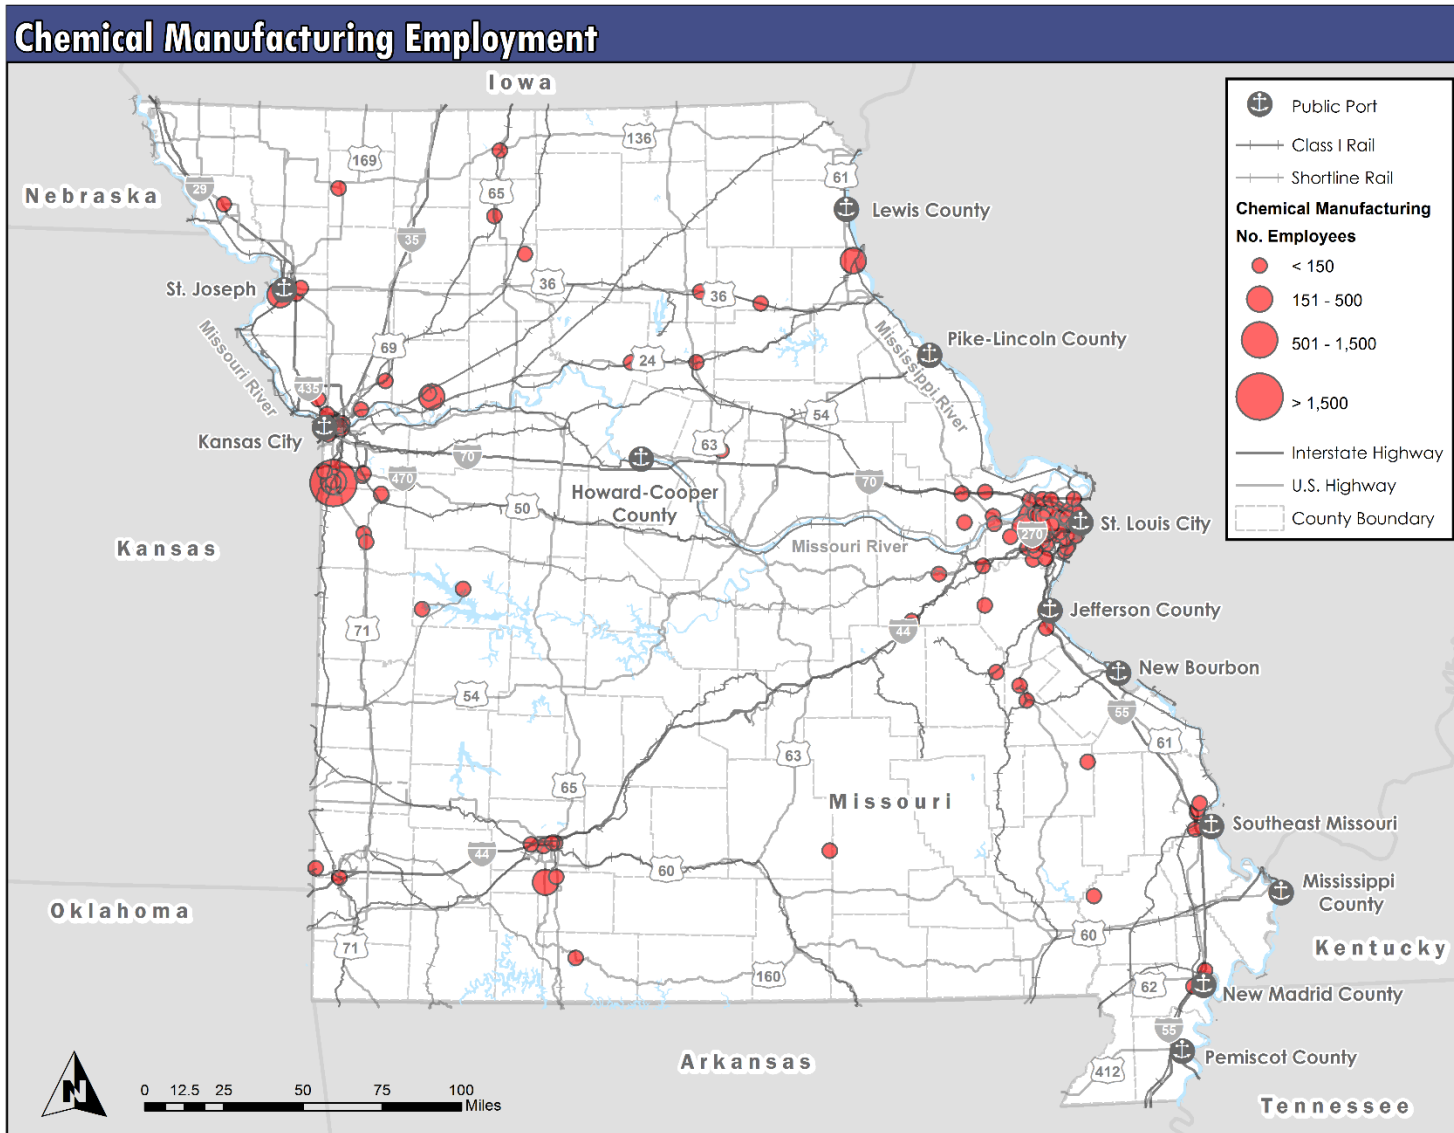 Chemical Manufacturing Employment
Iowa
Public Port
136
Class I Rail
169
61
Shortline Rail
Nebraska
29
65
Lewis County
Chemical Manufacturing
35
No. Employees
< 150
St. Joseph
36
36
151 - 500
Missouri River
69
Mississippi River
Pike-Lincoln County
501 - 1,500
24
435
> 1,500
54
Kansas City
63
70
Interstate Highway
470
70
Howard-Cooper
County
U.S. Highway
50
County Boundary
St. Louis City
270
Kansas
Missouri River
Jefferson County
71
44
New Bourbon
54
55
61
63
65
Missouri
Southeast Missouri
44
60
Mississippi
County
Oklahoma
60
Kentucky
71
160
62
New Madrid County
55
Arkansas
Pemiscot County
412
N
0 12.5 25 50 75 100
Miles
Tennessee